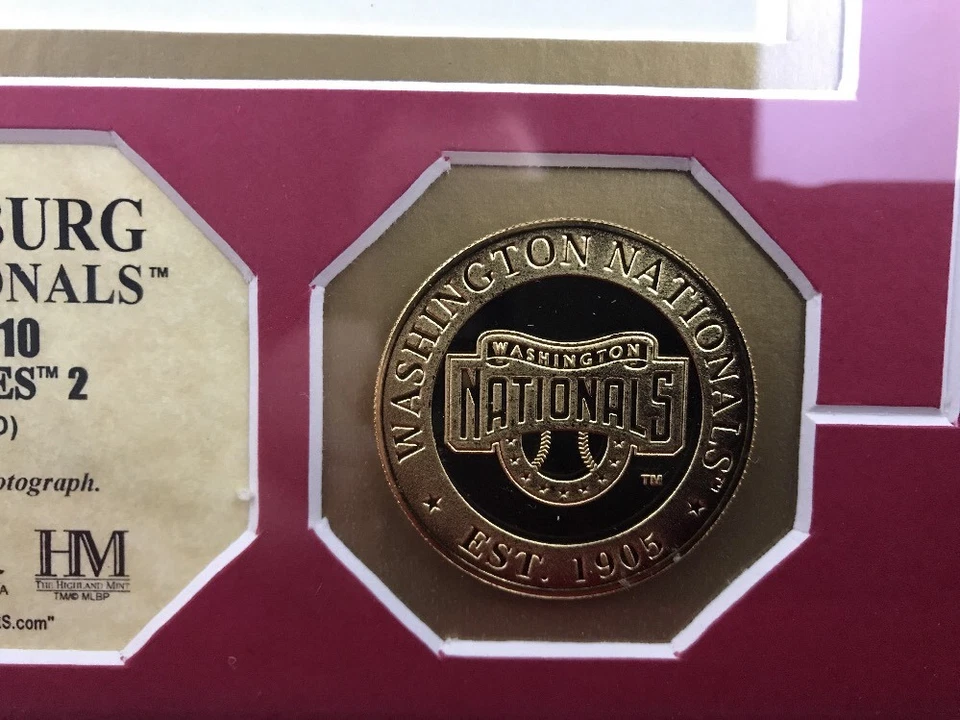 BURG
ONALS™
10
ES™ 2
D)
otograph.
HM
THE HIGHLAND MINT
TM/© MLBP
A
S.com"
WASHINGTON NATIONALS™
WASHINGTON
NATIONALS
TM
EST. 1905